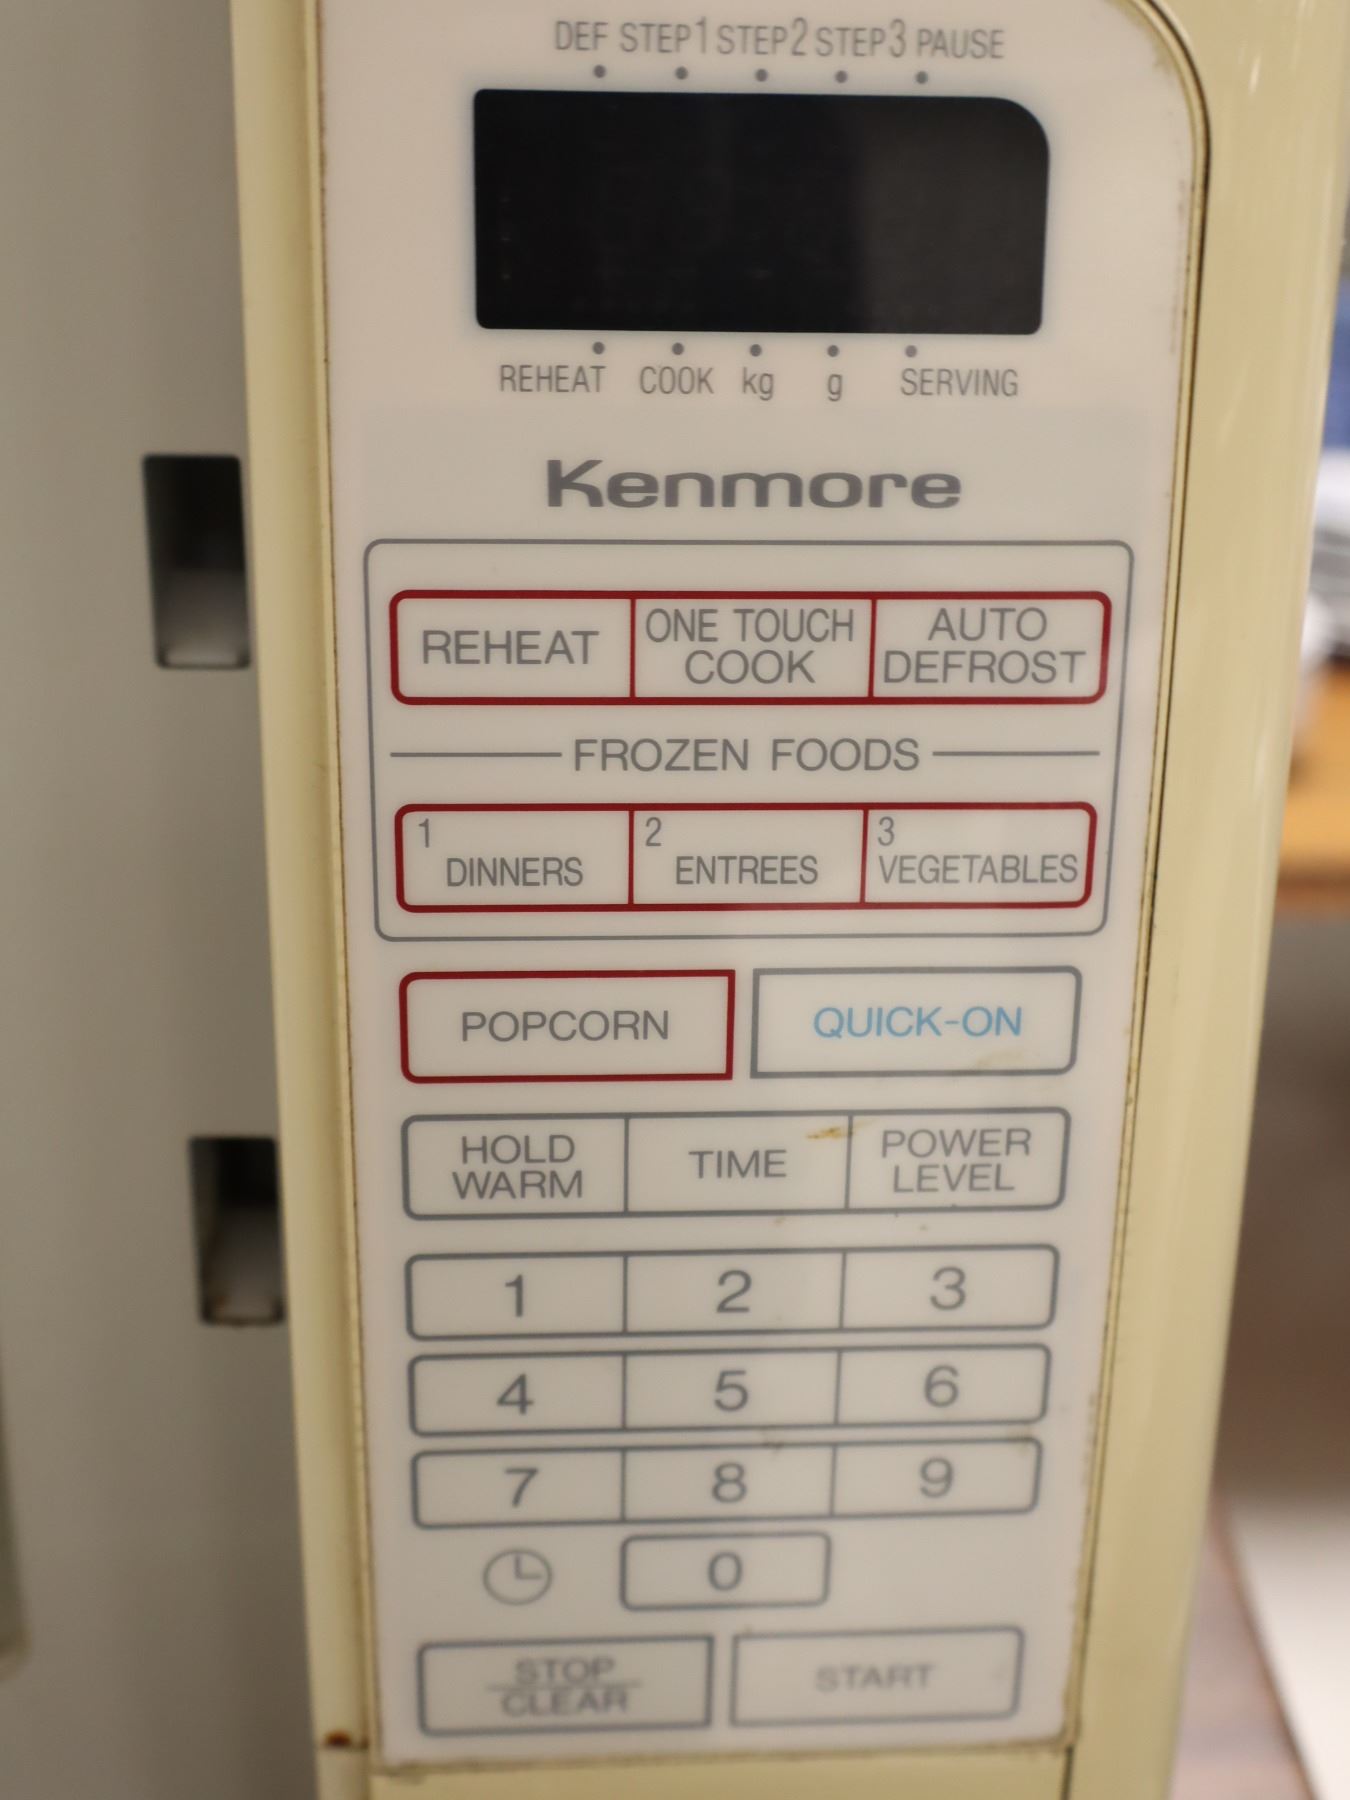 DEF STEP1 STEP2 STEP3 PAUSE
REHEAT COOK kg g SERVING
Kenmore
REHEAT
ONE TOUCH
COOK
AUTO
DEFROST
FROZEN FOODS
1
DINNERS
2
ENTREES
3
VEGETABLES
POPCORN
QUICK-ON
HOLD
WARM
TIME
POWER
LEVEL
1 2 3
4 5 6
7 8 9
0
STOP
CLEAR
START